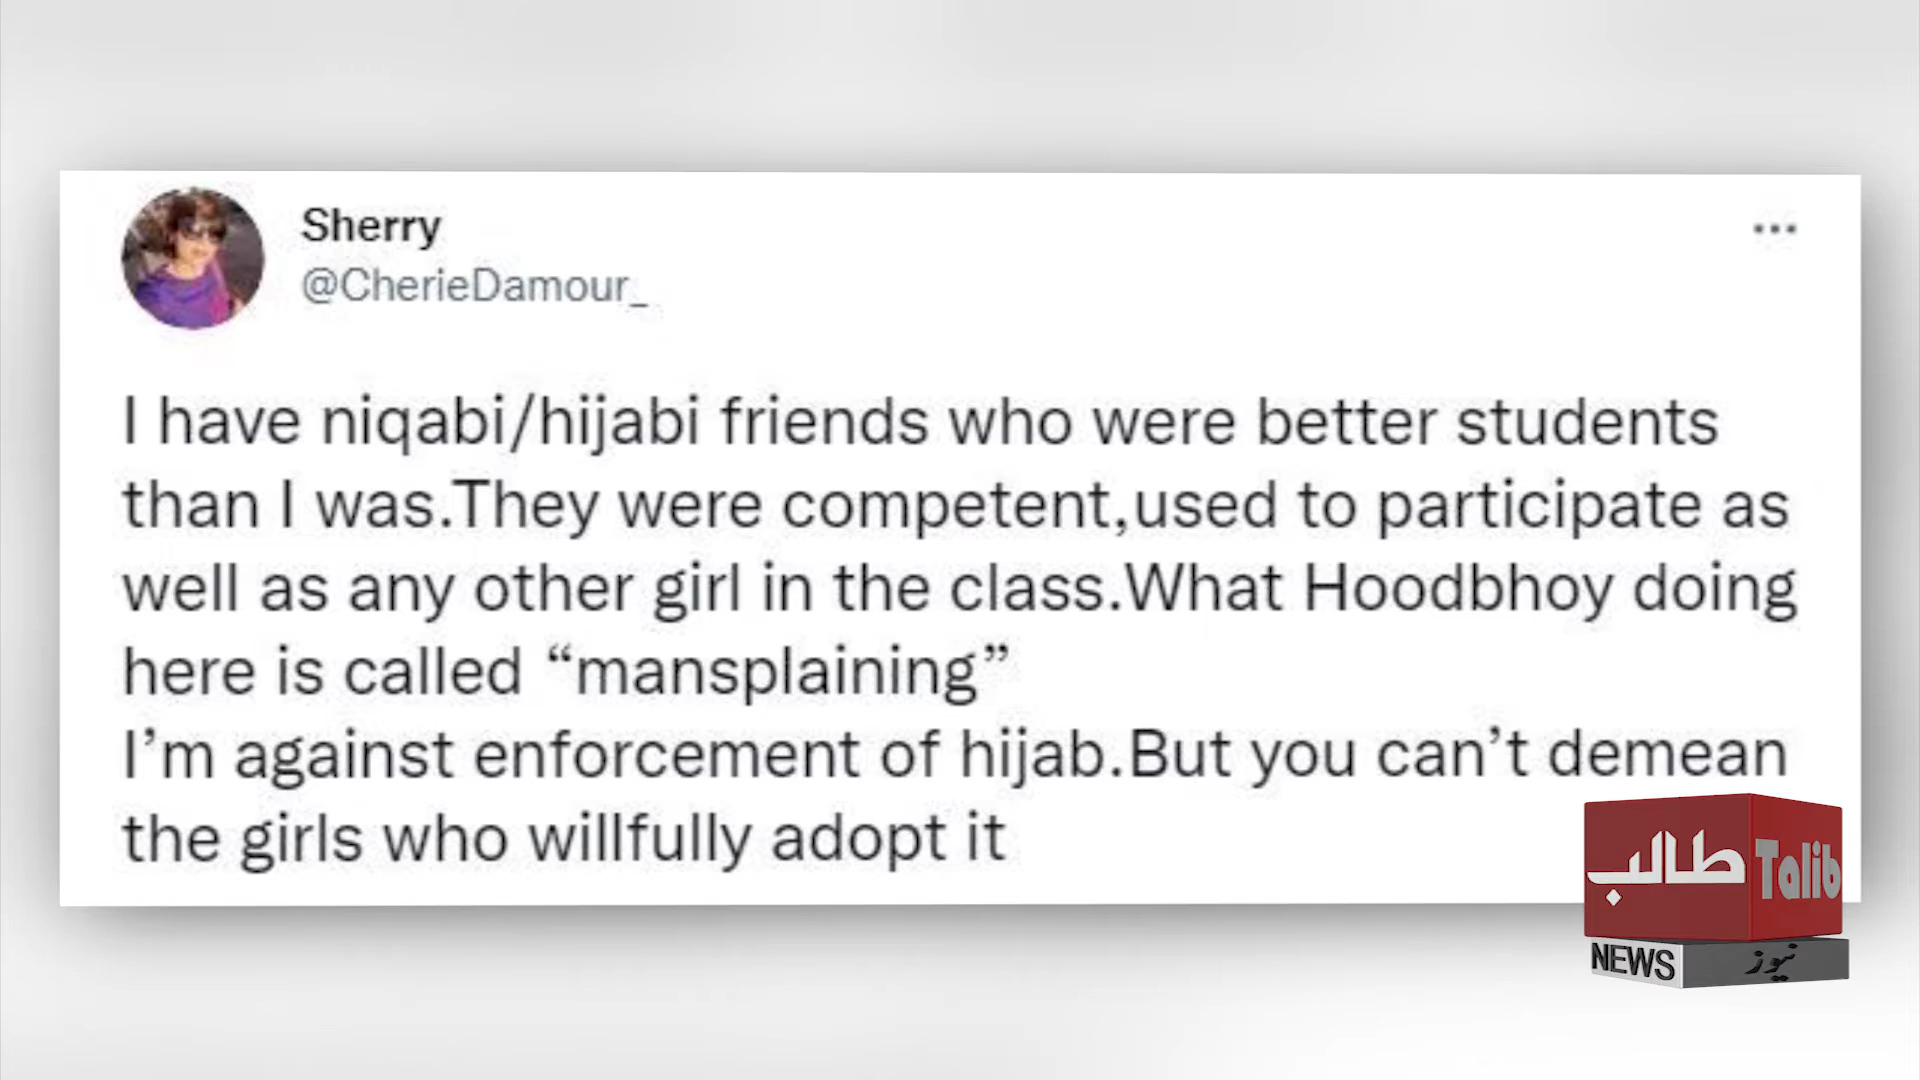 Sherry
@CherieDamour_
I have niqabi/hijabi friends who were better students
than I was.They were competent,used to participate as
well as any other girl in the class.What Hoodbhoy doing
here is called “mansplaining”
I’m against enforcement of hijab.But you can’t demean
the girls who willfully adopt it
طالب Talib
NEWS نیوز